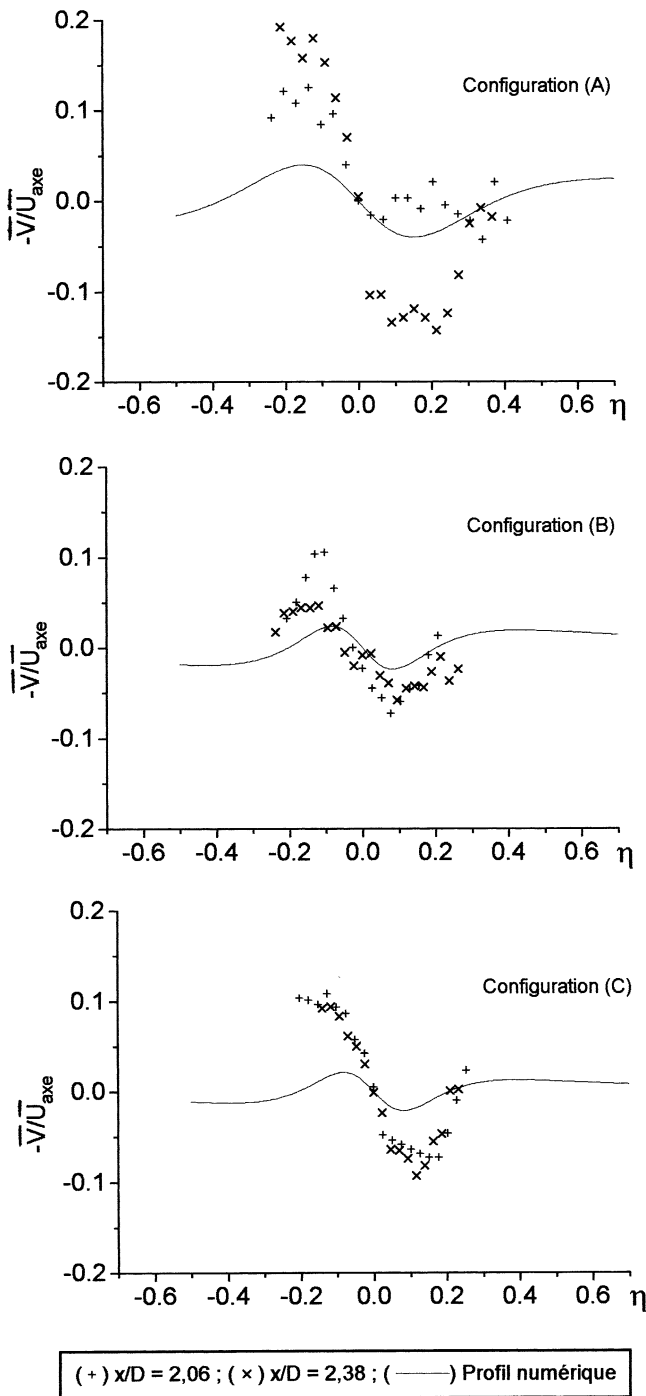 0.2
Configuration (A)
0.1
0.0
-V/U axe
-0.1
-0.2
-0.6 -0.4 -0.2 0.0 0.2 0.4 0.6 η
0.2
Configuration (B)
0.1
0.0
-V/U axe
-0.1
-0.2
-0.6 -0.4 -0.2 0.0 0.2 0.4 0.6 η
0.2
Configuration (C)
0.1
0.0
-V/U axe
-0.1
-0.2
-0.6 -0.4 -0.2 0.0 0.2 0.4 0.6 η
( + ) x/D = 2,06 ; ( × ) x/D = 2,38 ; ( —— ) Profil numérique